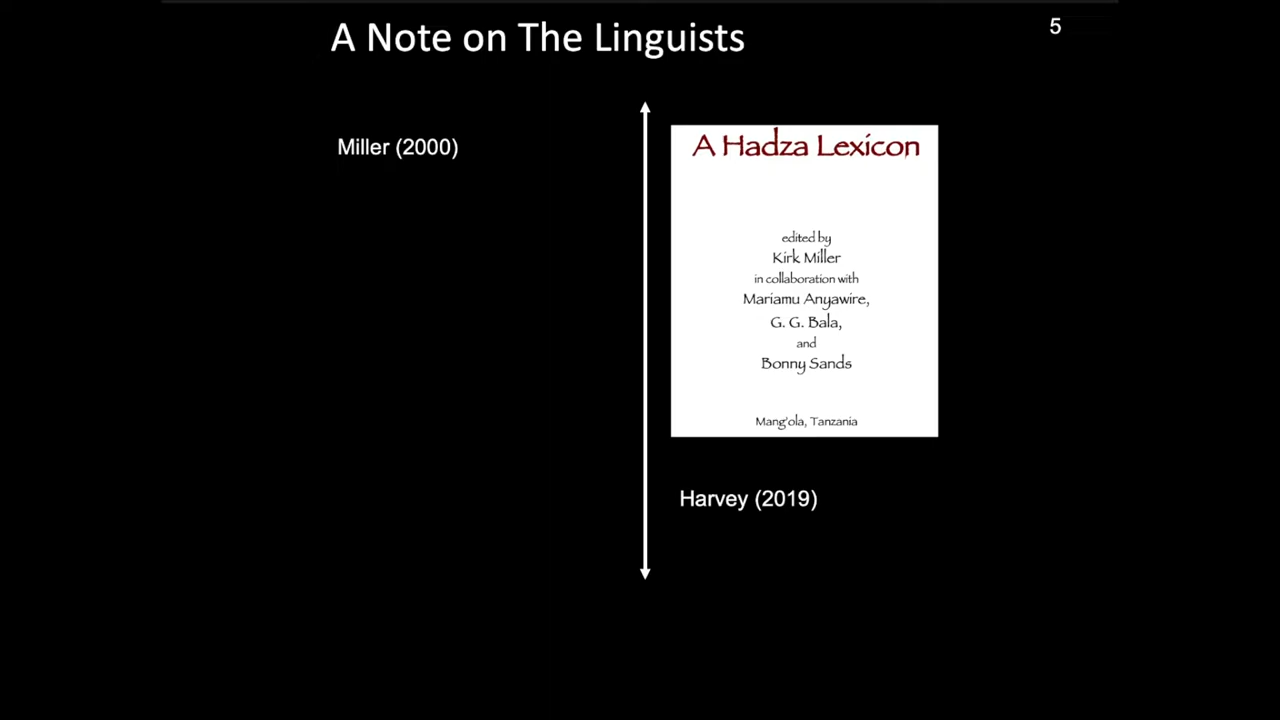 A Note on The Linguists
5
Miller (2000)
A Hadza Lexicon
edited by
Kirk Miller
in collaboration with
Mariamu Anyawire,
G. G. Bala,
and
Bonny Sands
Mang'ola, Tanzania
Harvey (2019)